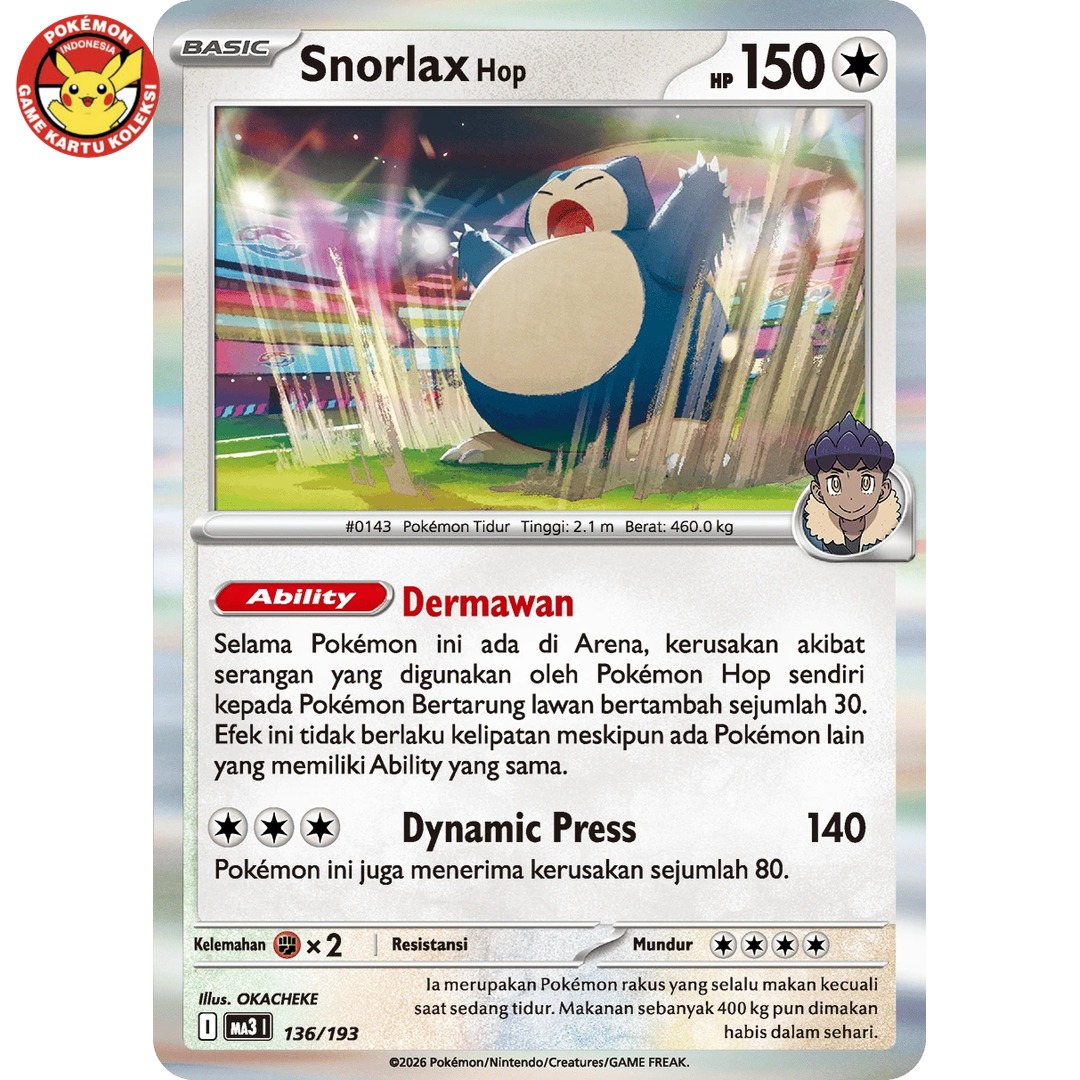 POKÉMON
INDONESIA
GAME KARTU KOLEKSI
BASIC
Snorlax Hop
HP 150
#0143 Pokémon Tidur Tinggi: 2.1 m Berat: 460.0 kg
Ability Dermawan
Selama Pokémon ini ada di Arena, kerusakan akibat
serangan yang digunakan oleh Pokémon Hop sendiri
kepada Pokémon Bertarung lawan bertambah sejumlah 30.
Efek ini tidak berlaku kelipatan meskipun ada Pokémon lain
yang memiliki Ability yang sama.
Dynamic Press 140
Pokémon ini juga menerima kerusakan sejumlah 80.
Kelemahan ×2 Resistansi Mundur
Ia merupakan Pokémon rakus yang selalu makan kecuali
saat sedang tidur. Makanan sebanyak 400 kg pun dimakan
habis dalam sehari.
Illus. OKACHEKE
I MA3 I 136/193
©2026 Pokémon/Nintendo/Creatures/GAME FREAK.